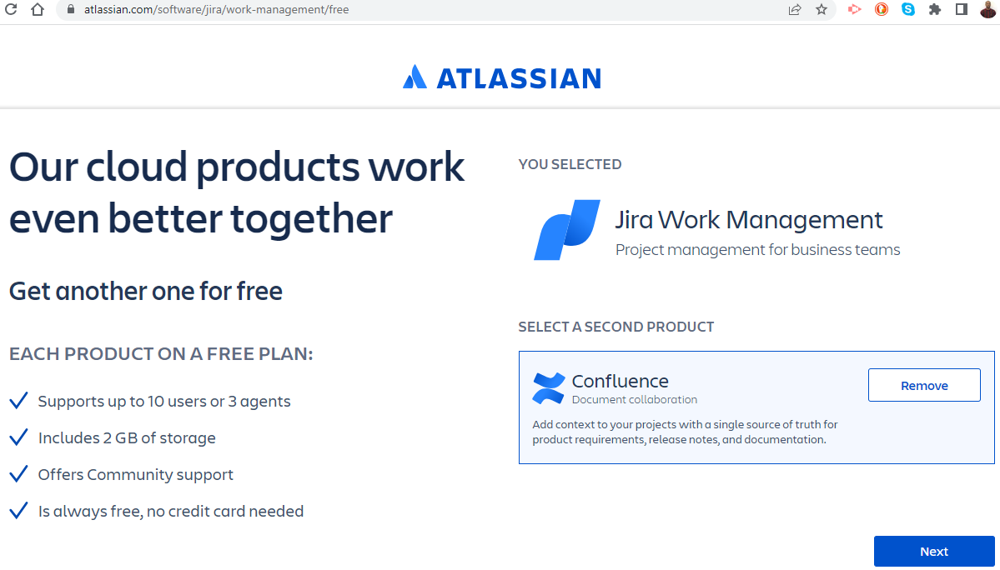 atlassian.com/software/jira/work-management/free
ATLASSIAN
Our cloud products work
even better together
Get another one for free
EACH PRODUCT ON A FREE PLAN:
Supports up to 10 users or 3 agents
Includes 2 GB of storage
Offers Community support
Is always free, no credit card needed
YOU SELECTED
Jira Work Management
Project management for business teams
SELECT A SECOND PRODUCT
Confluence
Document collaboration
Remove
Add context to your projects with a single source of truth for
product requirements, release notes, and documentation.
Next